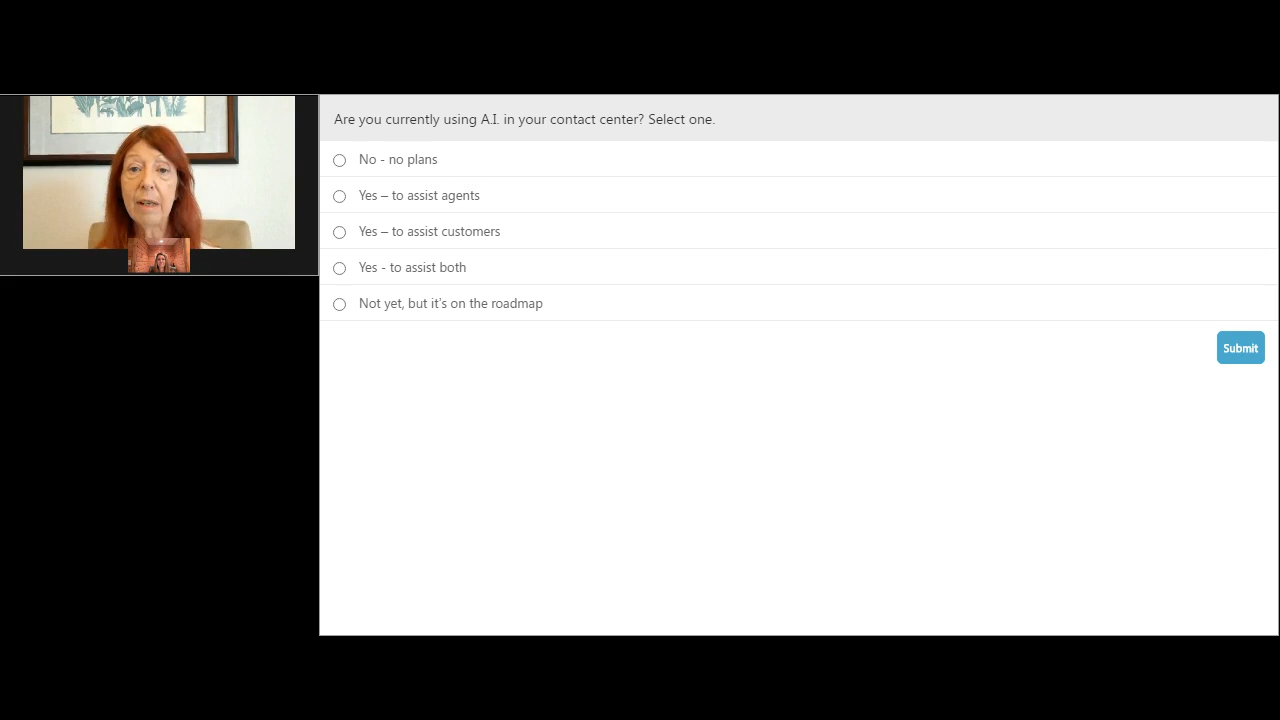 Are you currently using A.I. in your contact center? Select one.
No - no plans
Yes – to assist agents
Yes – to assist customers
Yes - to assist both
Not yet, but it's on the roadmap
Submit